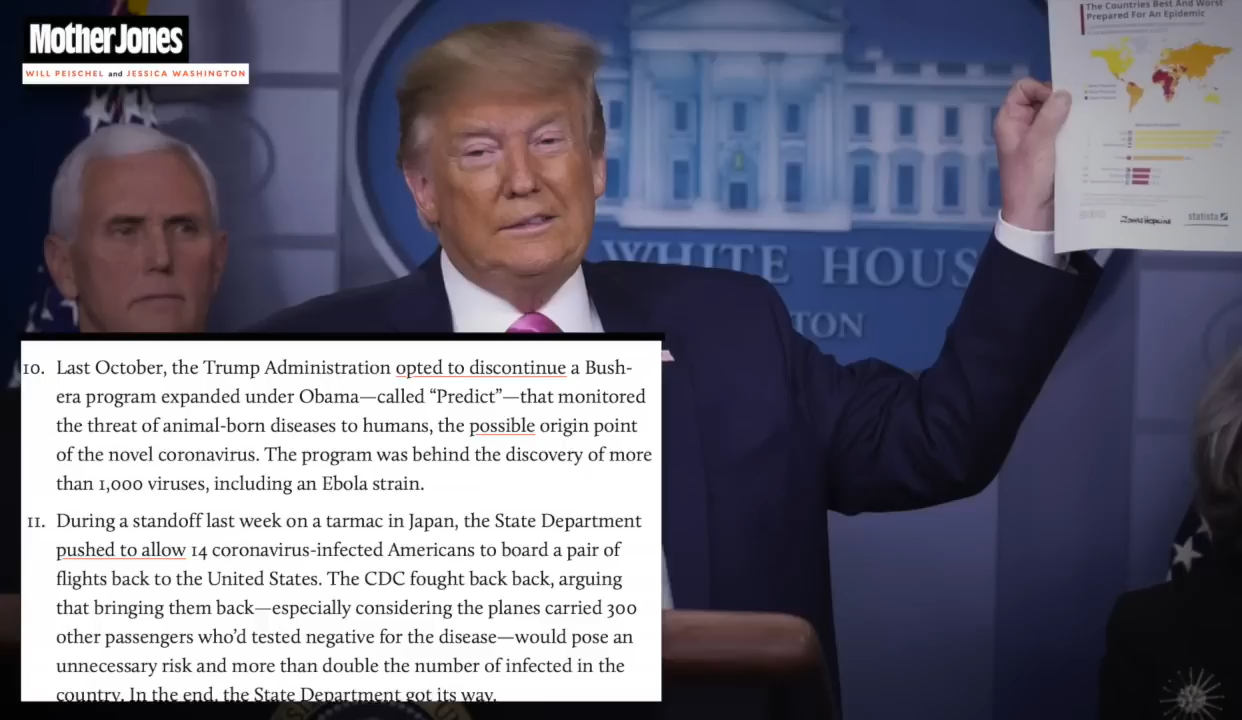 Mother Jones
WILL PEISCHEL and JESSICA WASHINGTON
The Countries Best And Worst
Prepared For An Epidemic
statista
WHITE HOUS
TON
10. Last October, the Trump Administration opted to discontinue a Bush-
era program expanded under Obama—called “Predict”—that monitored
the threat of animal-born diseases to humans, the possible origin point
of the novel coronavirus. The program was behind the discovery of more
than 1,000 viruses, including an Ebola strain.
11. During a standoff last week on a tarmac in Japan, the State Department
pushed to allow 14 coronavirus-infected Americans to board a pair of
flights back to the United States. The CDC fought back back, arguing
that bringing them back—especially considering the planes carried 300
other passengers who’d tested negative for the disease—would pose an
unnecessary risk and more than double the number of infected in the
country. In the end, the State Department got its way.